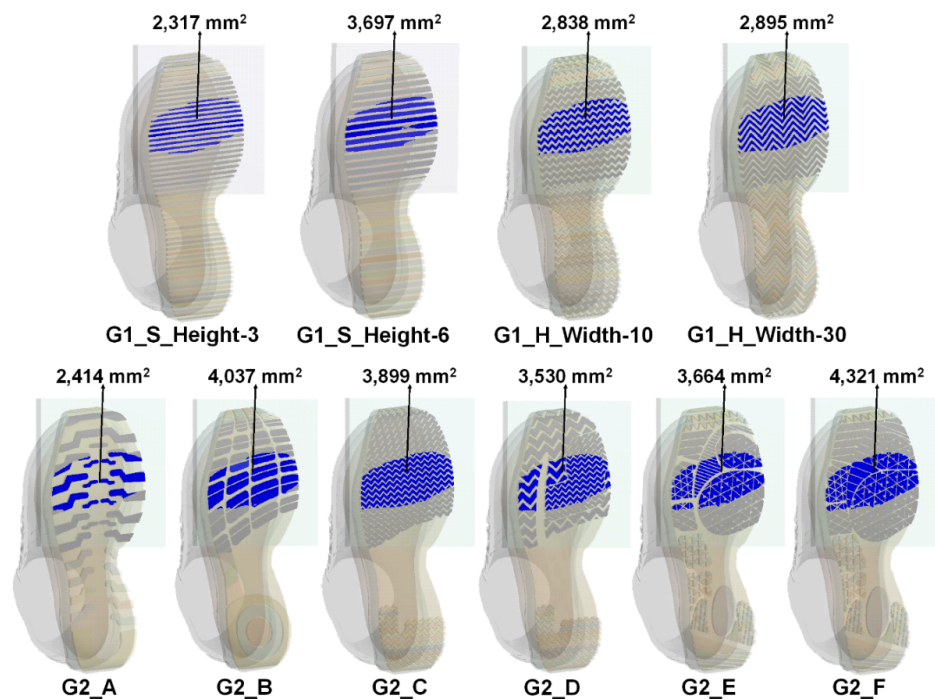 2,317 mm² 3,697 mm² 2,838 mm² 2,895 mm²
G1_S_Height-3 G1_S_Height-6 G1_H_Width-10 G1_H_Width-30
2,414 mm² 4,037 mm² 3,899 mm² 3,530 mm² 3,664 mm² 4,321 mm²
G2_A G2_B G2_C G2_D G2_E G2_F